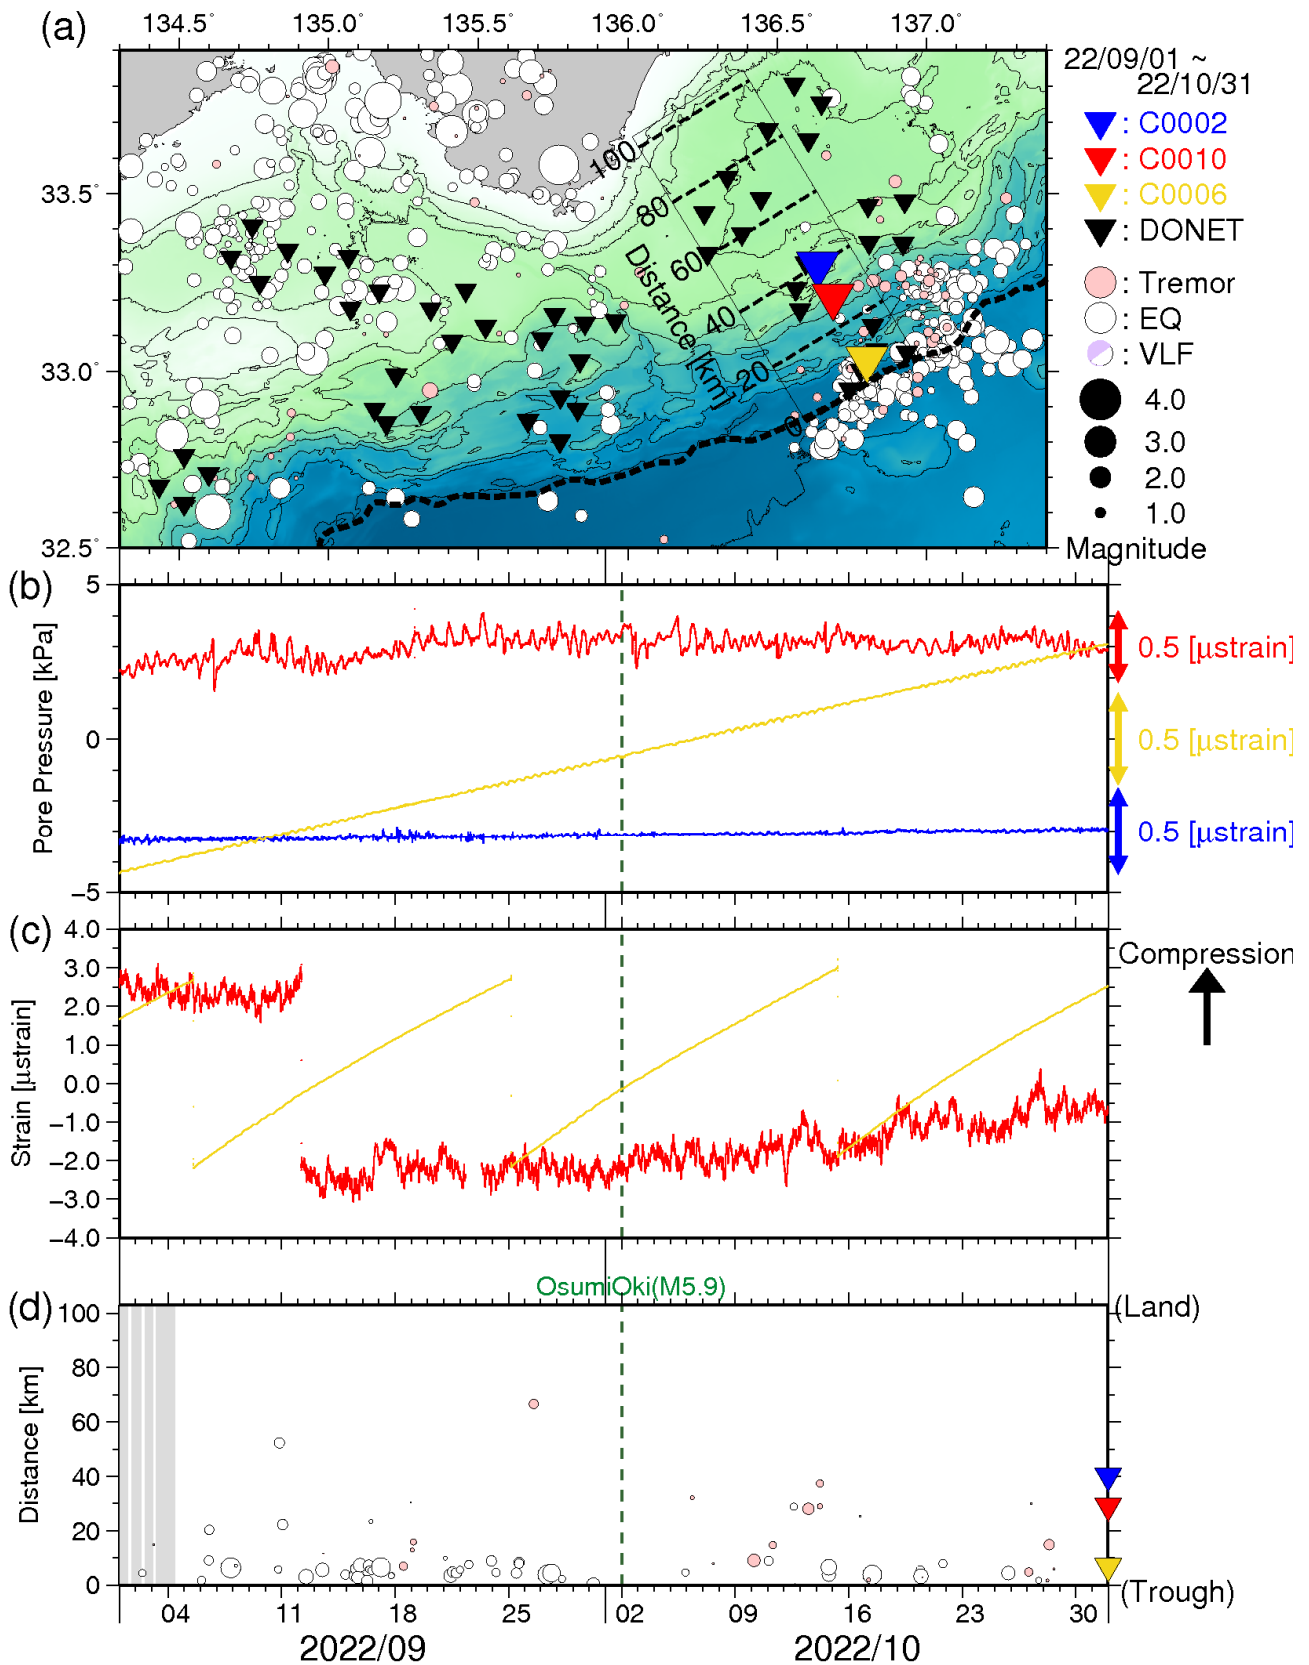 (a)
134.5°
135.0°
135.5°
136.0°
136.5°
137.0°
33.5°
33.0°
32.5°
100
80
60
40
20
0
Distance [km]
22/09/01 ~
22/10/31
: C0002
: C0010
: C0006
: DONET
: Tremor
: EQ
: VLF
4.0
3.0
2.0
1.0
Magnitude
(b)
Pore Pressure [kPa]
5
0
−5
0.5 [μstrain]
0.5 [μstrain]
0.5 [μstrain]
(c)
Strain [μstrain]
4.0
3.0
2.0
1.0
0.0
−1.0
−2.0
−3.0
−4.0
Compression
OsumiOki(M5.9)
(d)
Distance [km]
100
80
60
40
20
0
(Land)
(Trough)
04
11
18
25
02
09
16
23
30
2022/09
2022/10